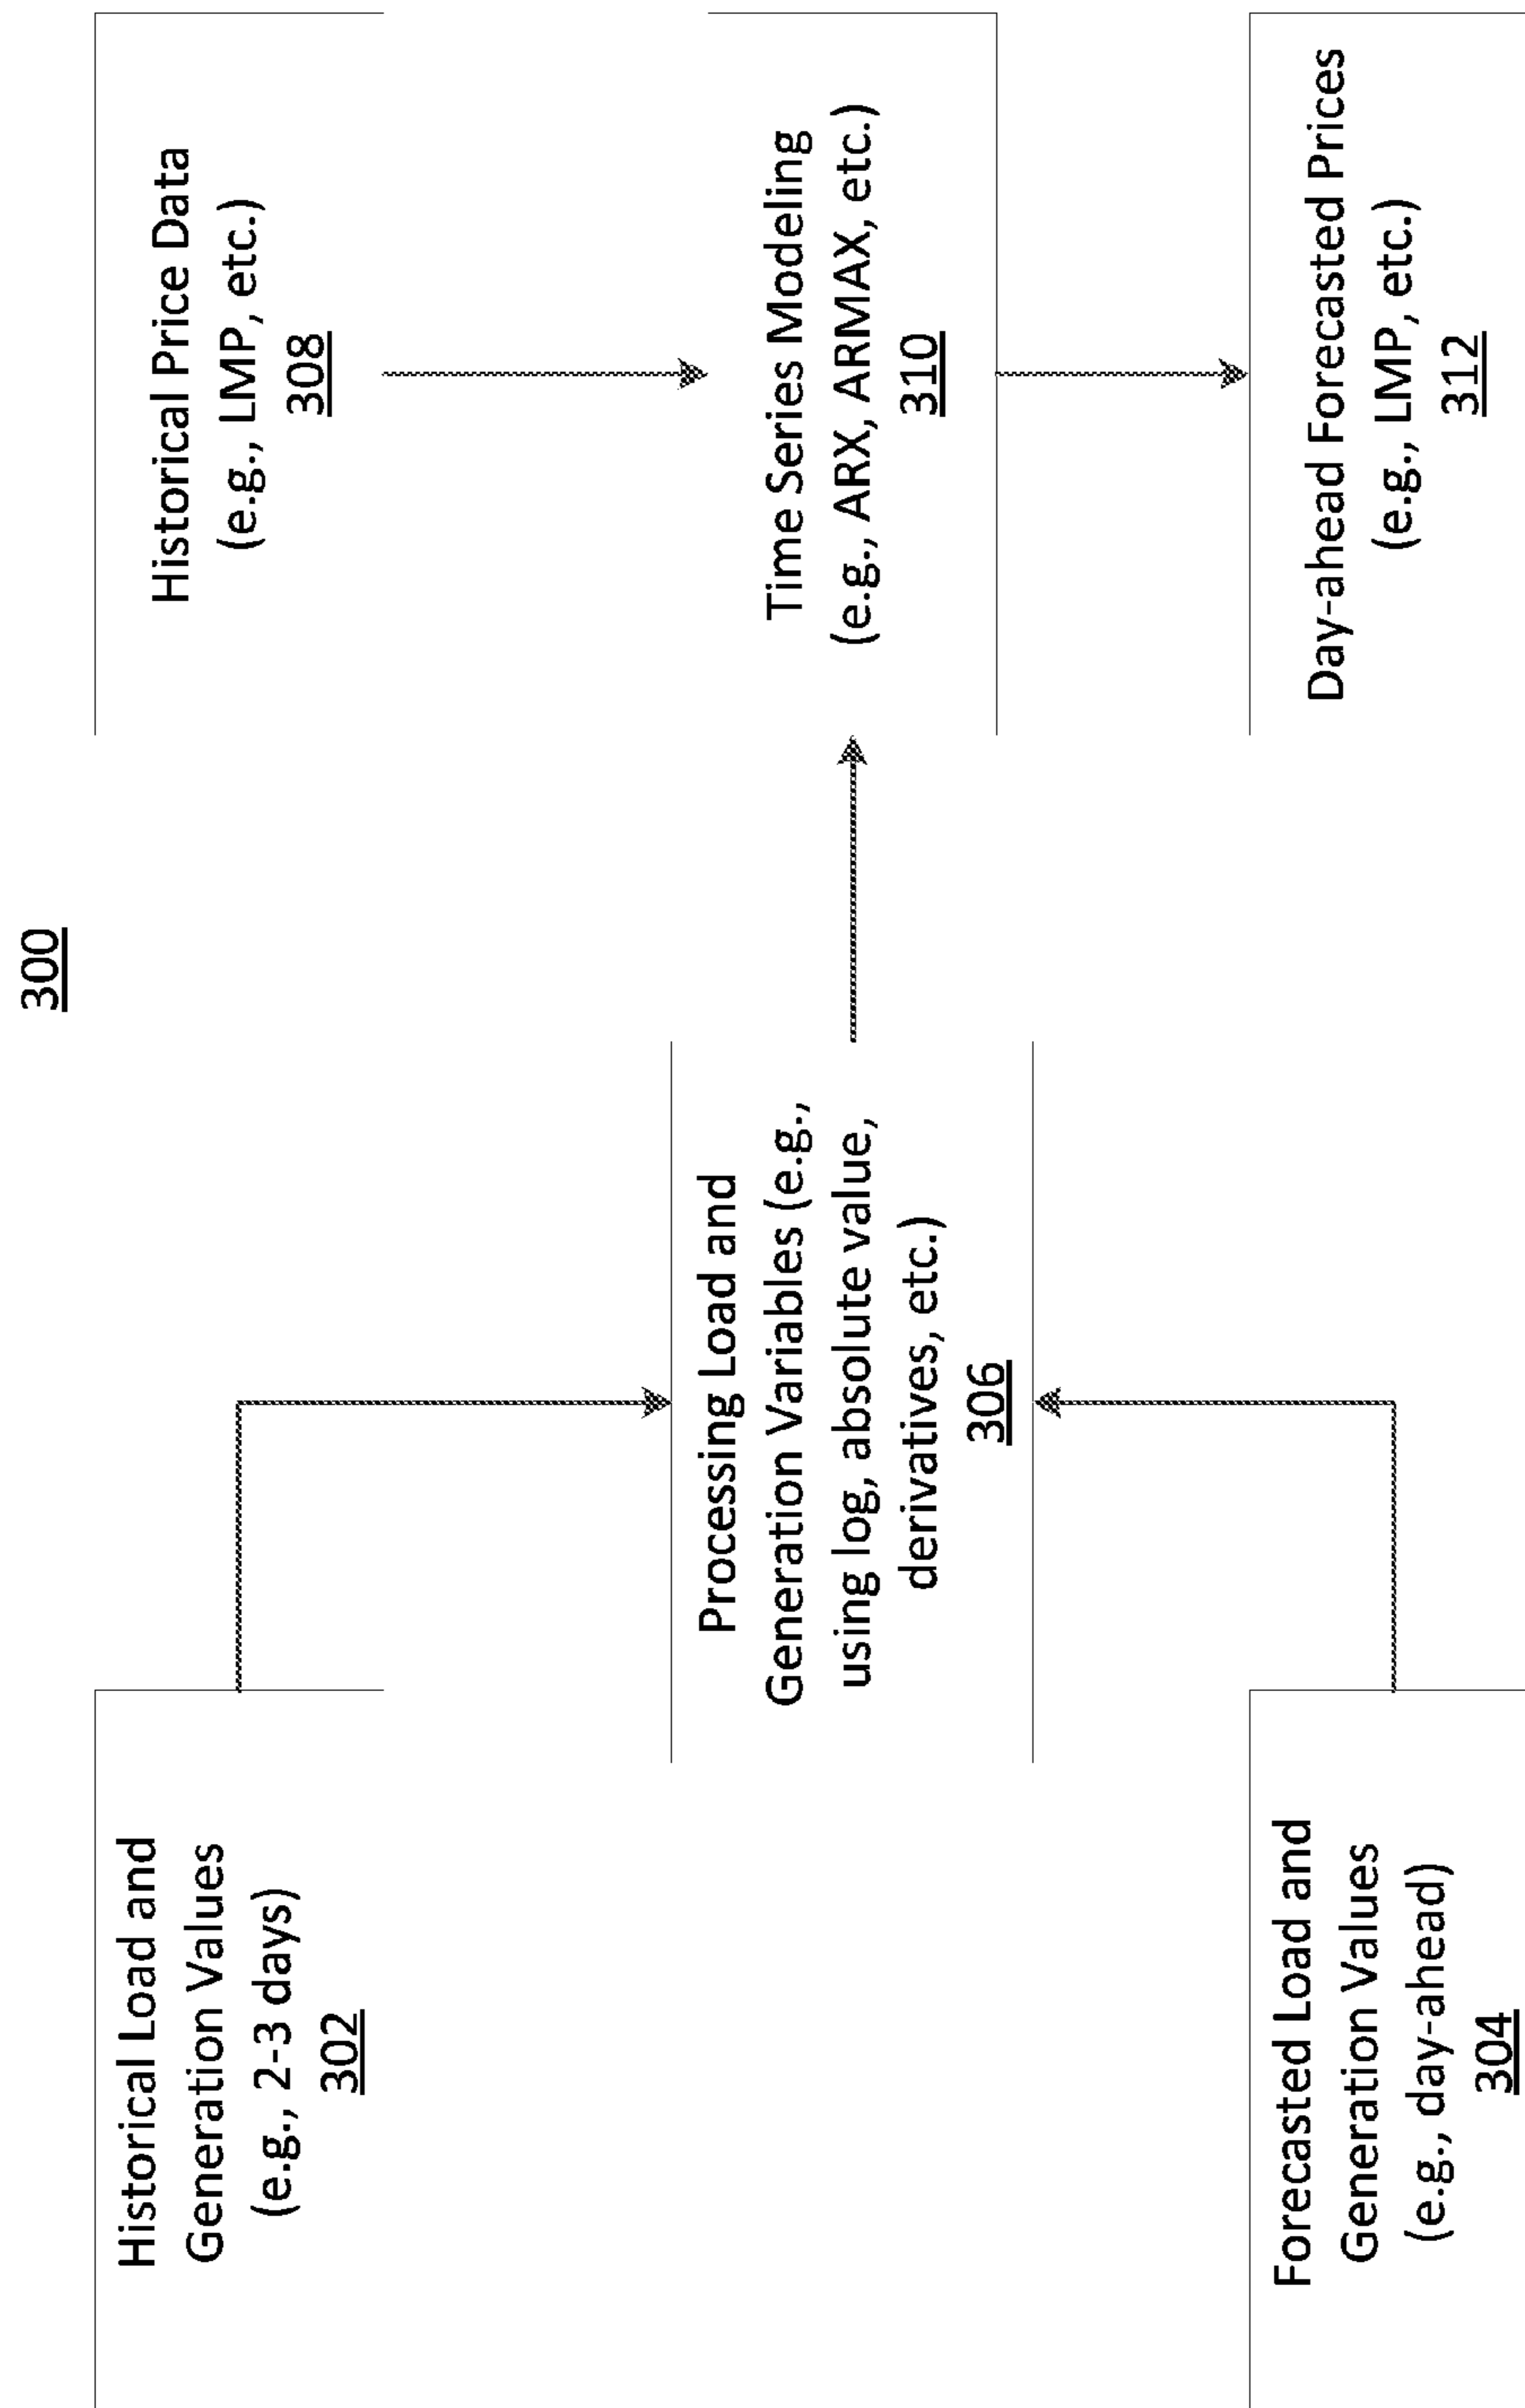 300
Historical Load and
Generation Values
(e.g., 2-3 days)
302
Forecasted Load and
Generation Values
(e.g., day-ahead)
304
Processing Load and
Generation Variables (e.g.,
using log, absolute value,
derivatives, etc.)
306
Historical Price Data
(e.g., LMP, etc.)
308
Time Series Modeling
(e.g., ARX, ARMAX, etc.)
310
Day-ahead Forecasted Prices
(e.g., LMP, etc.)
312